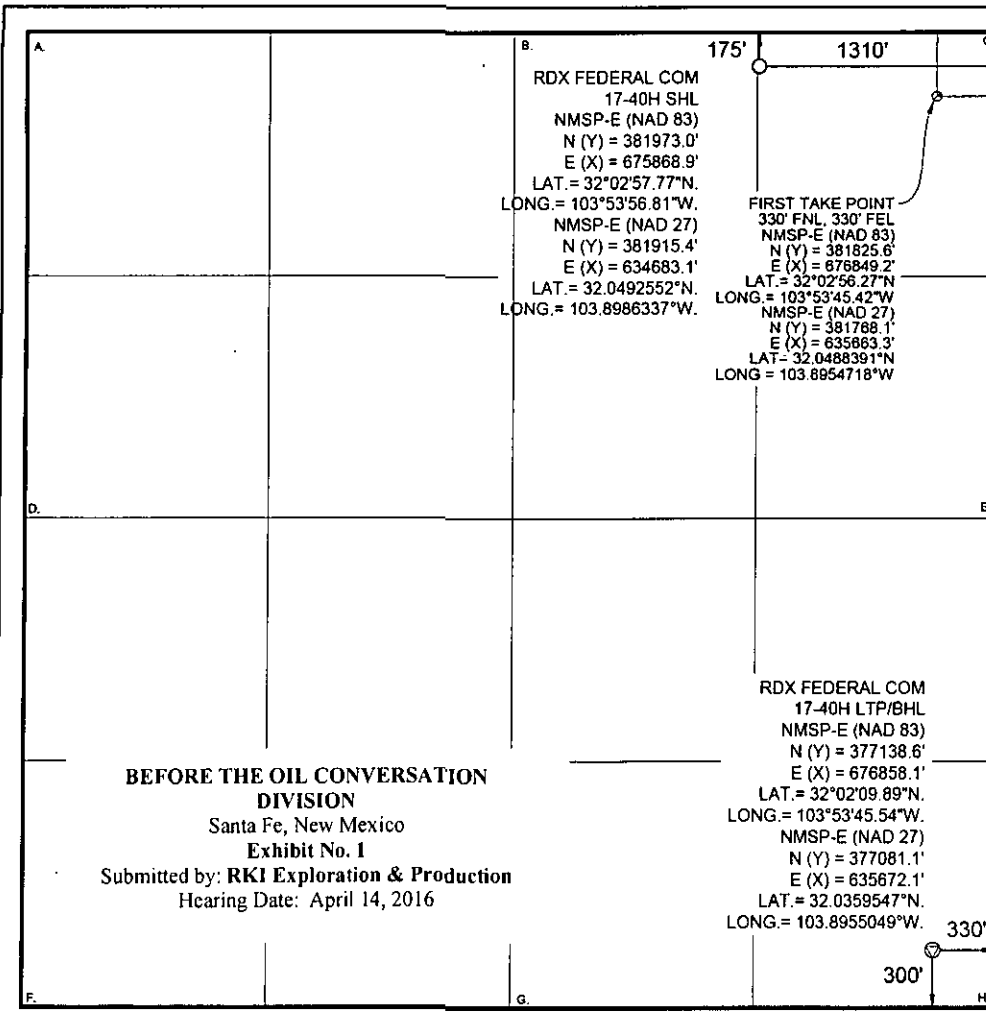 A.
B.
175'
1310'
RDX FEDERAL COM
17-40H SHL
NMSP-E (NAD 83)
N (Y) = 381973.0'
E (X) = 675868.9'
LAT.= 32°02'57.77"N.
LONG.= 103°53'56.81"W.
NMSP-E (NAD 27)
N (Y) = 381915.4'
E (X) = 634683.1'
LAT.= 32.0492552°N.
LONG.= 103.8986337°W.
FIRST TAKE POINT
330' FNL, 330' FEL
NMSP-E (NAD 83)
N (Y) = 381825.6'
E (X) = 676849.2'
LAT.= 32°02'56.27"N
LONG.= 103°53'45.42"W
NMSP-E (NAD 27)
N (Y) = 381768.1'
E (X) = 635663.3'
LAT= 32.0488391°N
LONG = 103.8954718°W
D.
RDX FEDERAL COM
17-40H LTP/BHL
NMSP-E (NAD 83)
N (Y) = 377138.6'
E (X) = 676858.1'
LAT.= 32°02'09.89"N.
LONG.= 103°53'45.54"W.
NMSP-E (NAD 27)
N (Y) = 377081.1'
E (X) = 635672.1'
LAT.= 32.0359547°N.
LONG.= 103.8955049°W.
BEFORE THE OIL CONVERSATION
DIVISION
Santa Fe, New Mexico
Exhibit No. 1
Submitted by: RKI Exploration & Production
Hearing Date: April 14, 2016
330'
300'
F.
G.
H